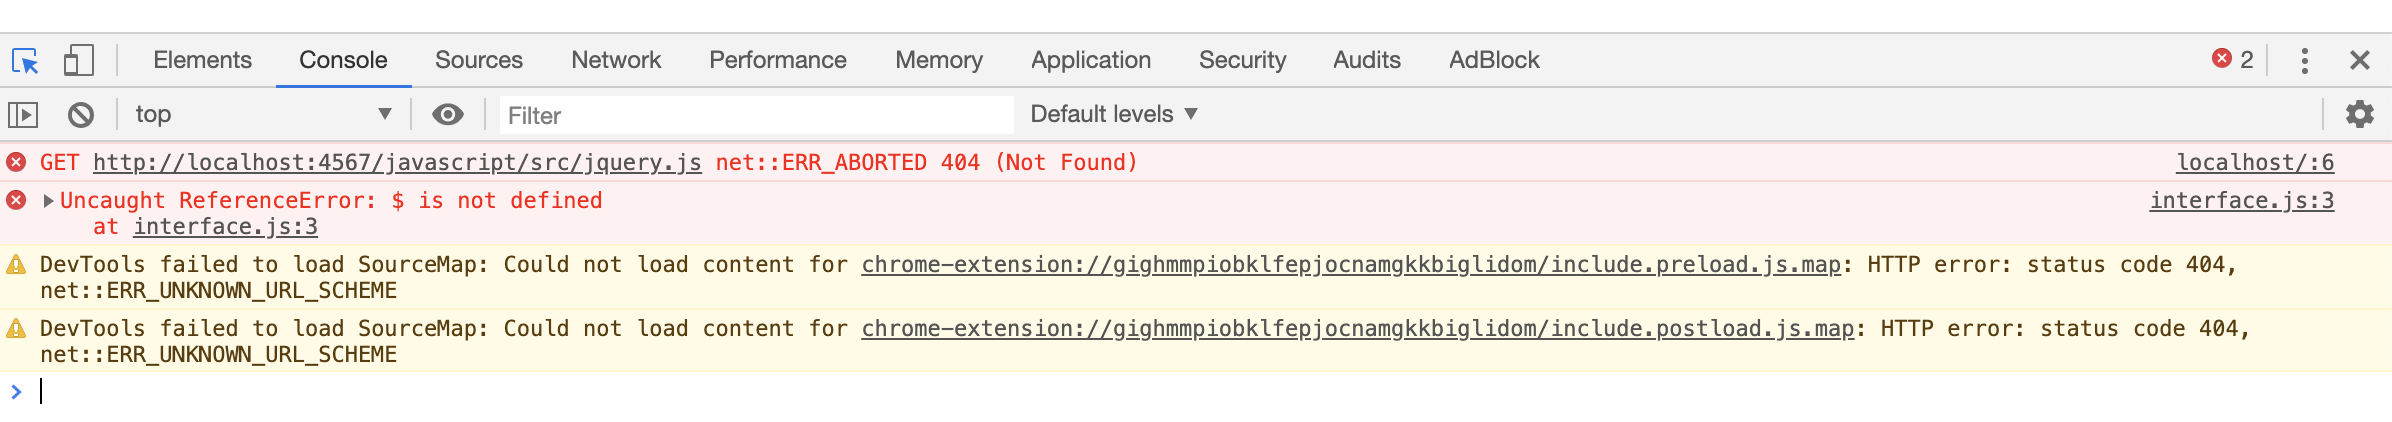 Elements Console Sources Network Performance Memory Application Security Audits AdBlock 2
top Filter Default levels
GET http://localhost:4567/javascript/src/jquery.js net::ERR_ABORTED 404 (Not Found) localhost/:6
Uncaught ReferenceError: $ is not defined interface.js:3
at interface.js:3
DevTools failed to load SourceMap: Could not load content for chrome-extension://gighmmpiobklfepjocnamgkkbiglidom/include.preload.js.map: HTTP error: status code 404,
net::ERR_UNKNOWN_URL_SCHEME
DevTools failed to load SourceMap: Could not load content for chrome-extension://gighmmpiobklfepjocnamgkkbiglidom/include.postload.js.map: HTTP error: status code 404,
net::ERR_UNKNOWN_URL_SCHEME